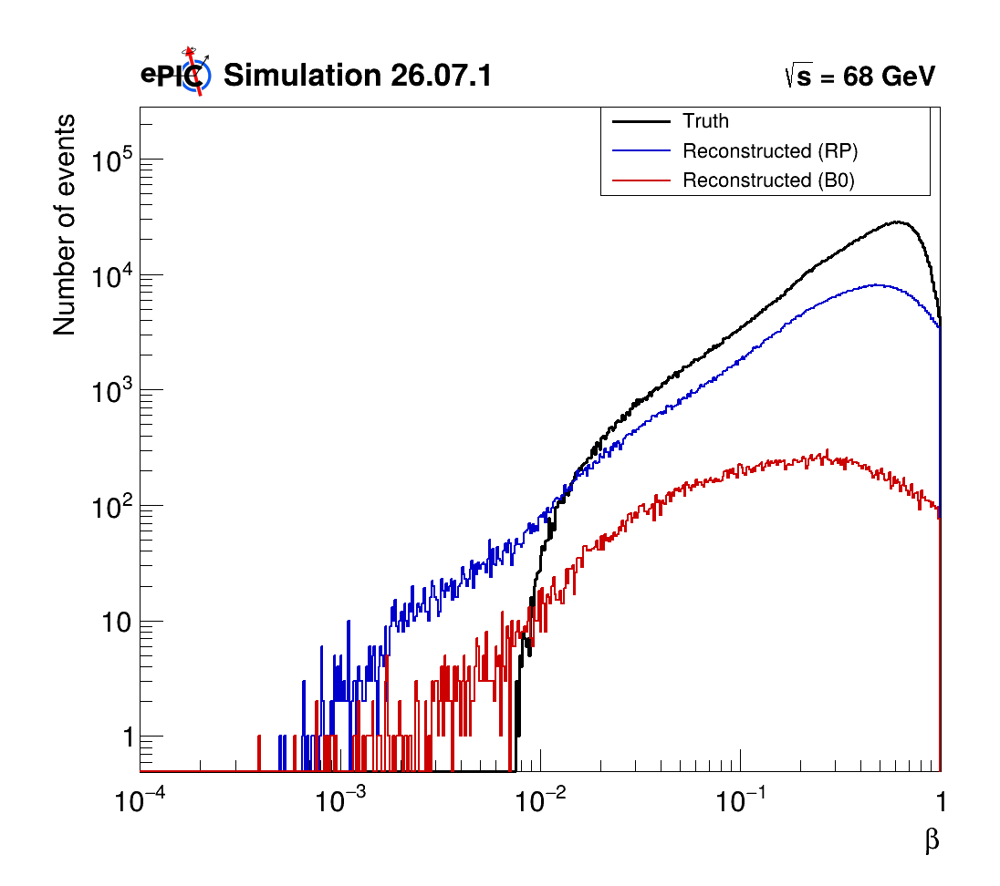 ePIC Simulation 26.07.1
√s = 68 GeV
Number of events
Truth
Reconstructed (RP)
Reconstructed (B0)
10⁵
10⁴
10³
10²
10
1
10⁻⁴ 10⁻³ 10⁻² 10⁻¹ 1
β